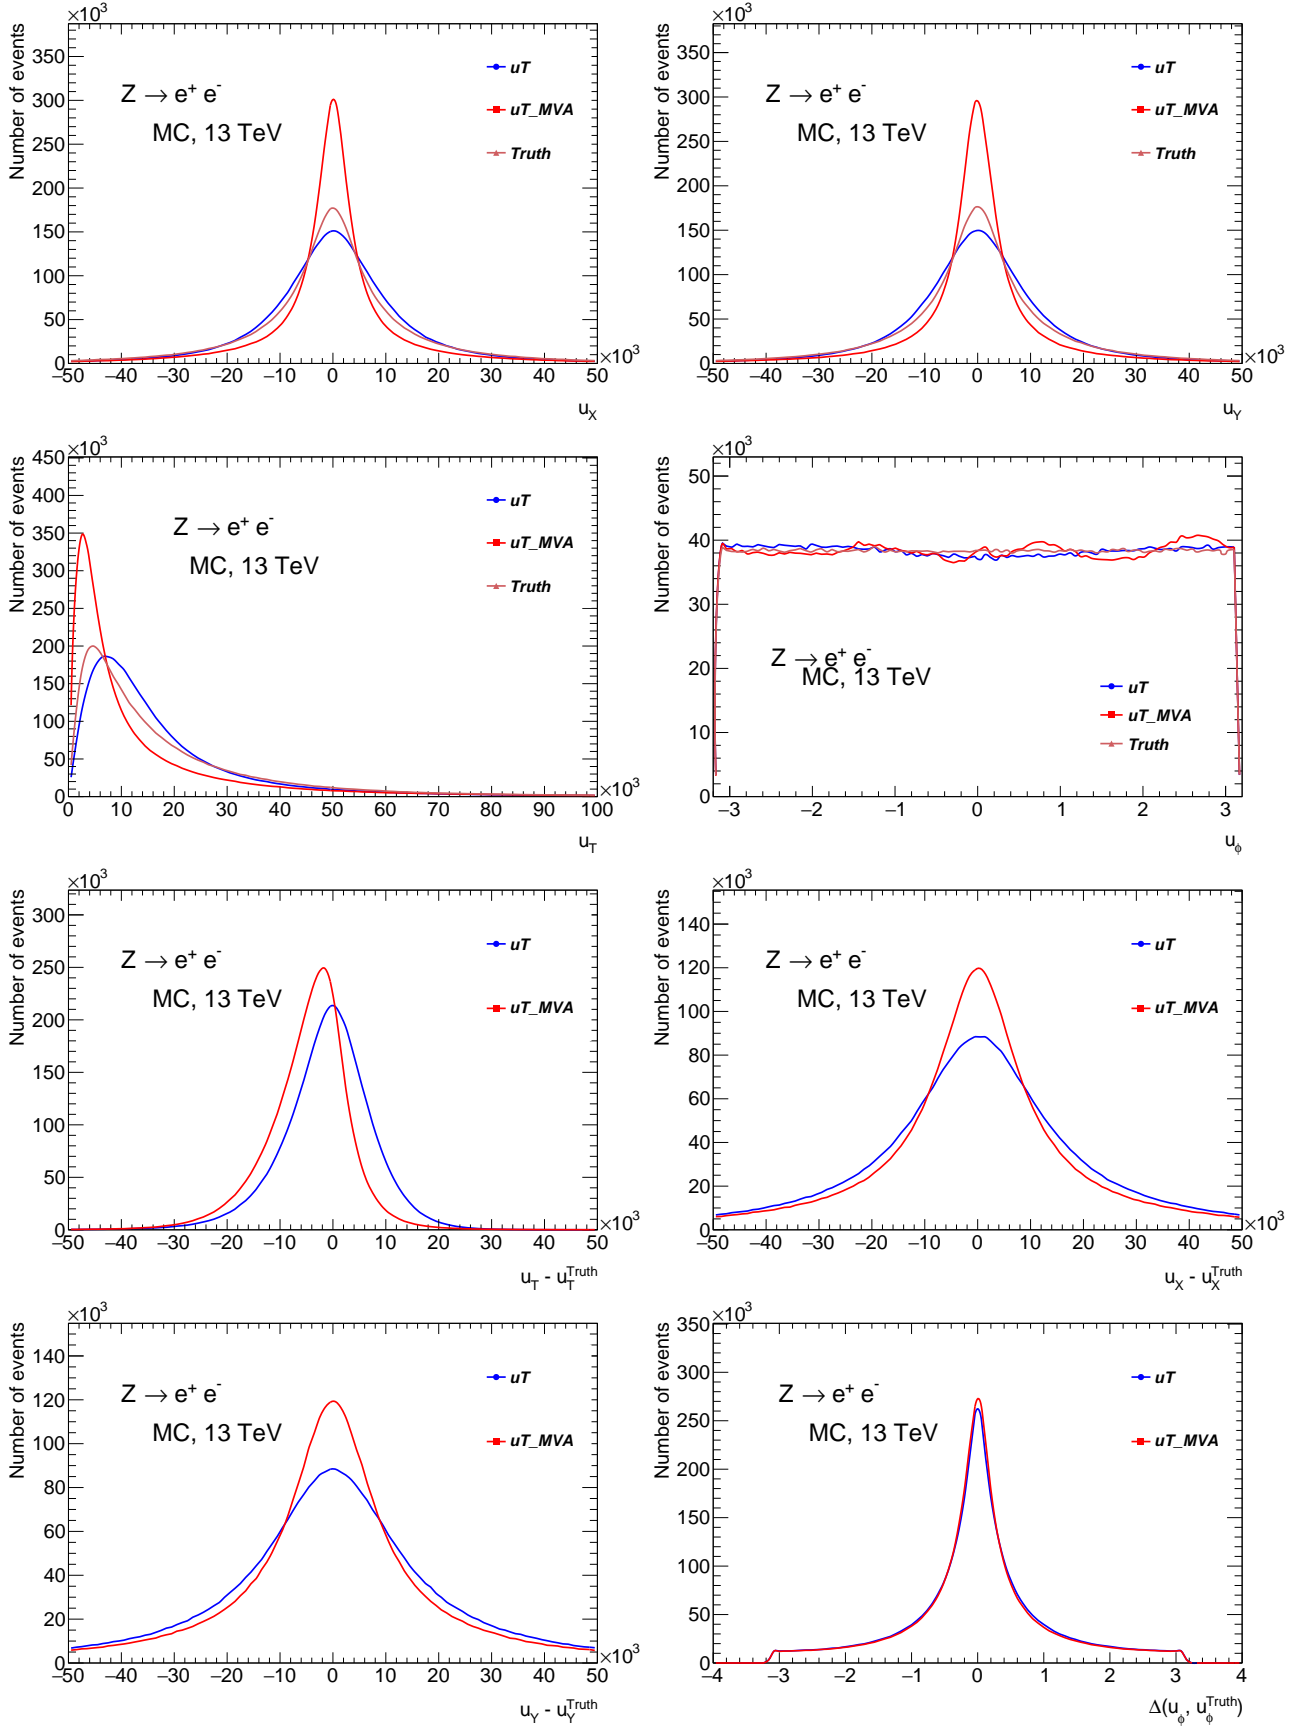 ×10³
Number of events
350
300
250
200
150
100
50
0
Z → e⁺ e⁻
MC, 13 TeV
uT
uT_MVA
Truth
−50 −40 −30 −20 −10 0 10 20 30 40 50
×10³
u_X
×10³
Number of events
350
300
250
200
150
100
50
0
Z → e⁺ e⁻
MC, 13 TeV
uT
uT_MVA
Truth
−50 −40 −30 −20 −10 0 10 20 30 40 50
×10³
u_Y
×10³
Number of events
450
400
350
300
250
200
150
100
50
0
Z → e⁺ e⁻
MC, 13 TeV
uT
uT_MVA
Truth
0 10 20 30 40 50 60 70 80 90 100
×10³
u_T
×10³
Number of events
50
40
30
20
10
0
Z → e⁺ e⁻
MC, 13 TeV
uT
uT_MVA
Truth
−3 −2 −1 0 1 2 3
u_ϕ
×10³
Number of events
300
250
200
150
100
50
0
Z → e⁺ e⁻
MC, 13 TeV
uT
uT_MVA
−50 −40 −30 −20 −10 0 10 20 30 40 50
×10³
u_T - u_T^Truth
×10³
Number of events
140
120
100
80
60
40
20
0
Z → e⁺ e⁻
MC, 13 TeV
uT
uT_MVA
−50 −40 −30 −20 −10 0 10 20 30 40 50
×10³
u_X - u_X^Truth
×10³
Number of events
140
120
100
80
60
40
20
0
Z → e⁺ e⁻
MC, 13 TeV
uT
uT_MVA
−50 −40 −30 −20 −10 0 10 20 30 40 50
×10³
u_Y - u_Y^Truth
×10³
Number of events
350
300
250
200
150
100
50
0
Z → e⁺ e⁻
MC, 13 TeV
uT
uT_MVA
−4 −3 −2 −1 0 1 2 3 4
Δ(u_ϕ, u_ϕ^Truth)